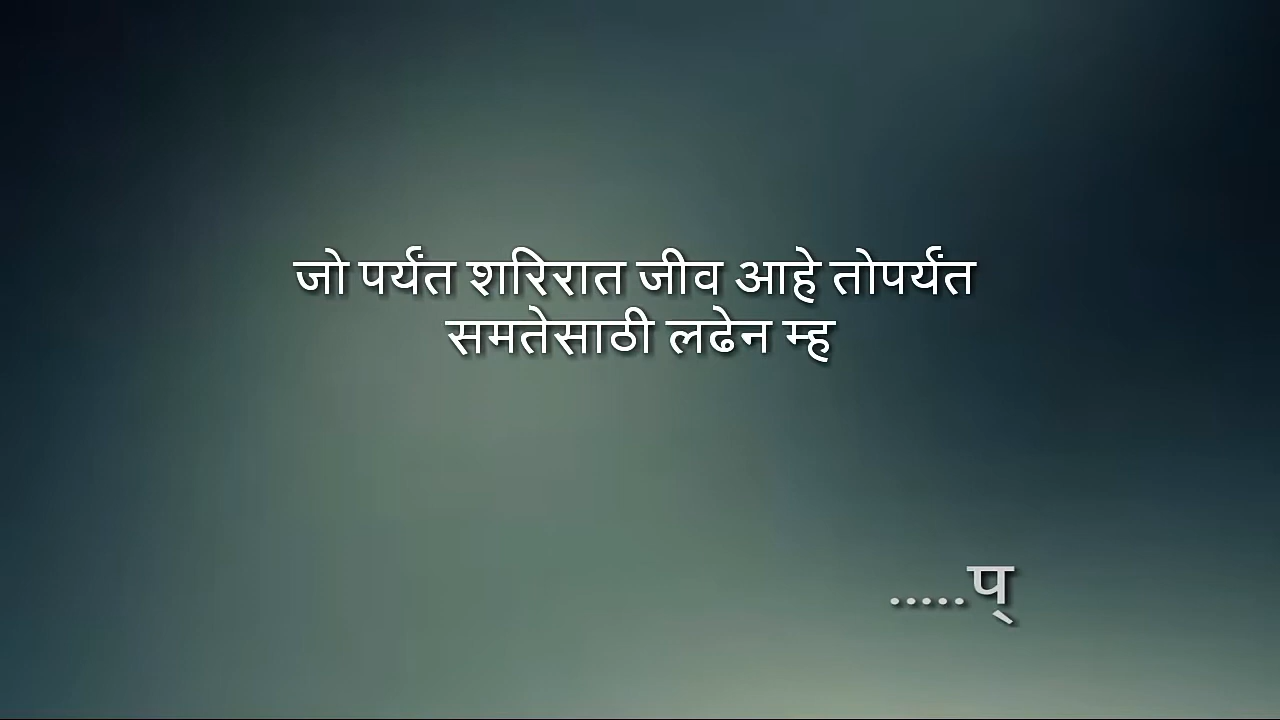 जो पर्यंत शरिरात जीव आहे तोपर्यंत
समतेसाठी लढेन म्ह
.....प्